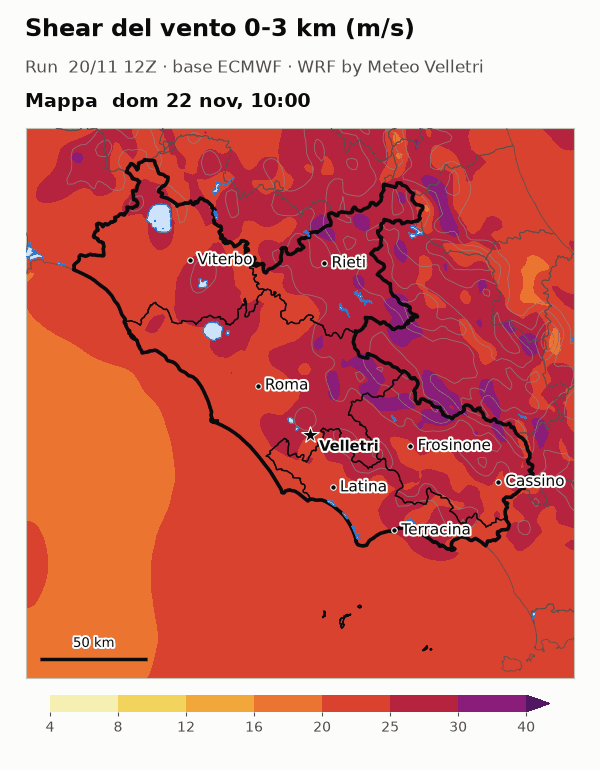 Shear del vento 0-3 km (m/s)
Run  20/11 12Z · base ECMWF · WRF by Meteo Velletri
Mappa  dom 22 nov, 10:00
Viterbo
Rieti
Roma
Velletri
Frosinone
Latina
Cassino
Terracina
50 km
4 8 12 16 20 25 30 40